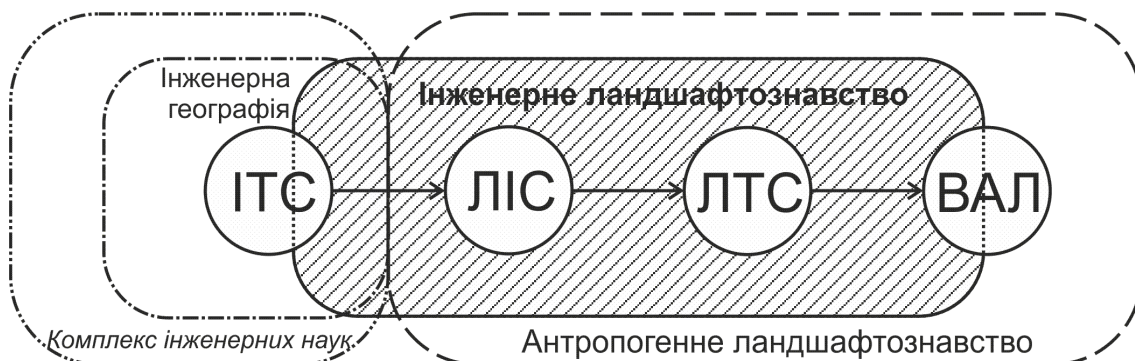 Інженерна
географія
Інженерне ландшафтознавство
ІТС ЛІС ЛТС ВАЛ
Комплекс інженерних наук
Антропогенне ландшафтознавство